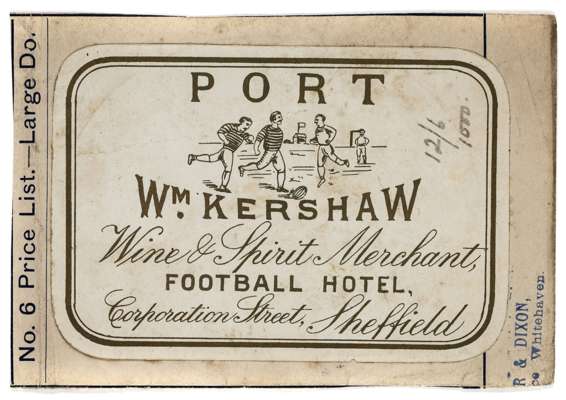 No. 6 Price List.—Large Do.
PORT
12/6
1000.
WM. KERSHAW
Wine & Spirit Merchant,
FOOTBALL HOTEL,
Corporation Street, Sheffield
R & DIXON,
ce Whitehaven.